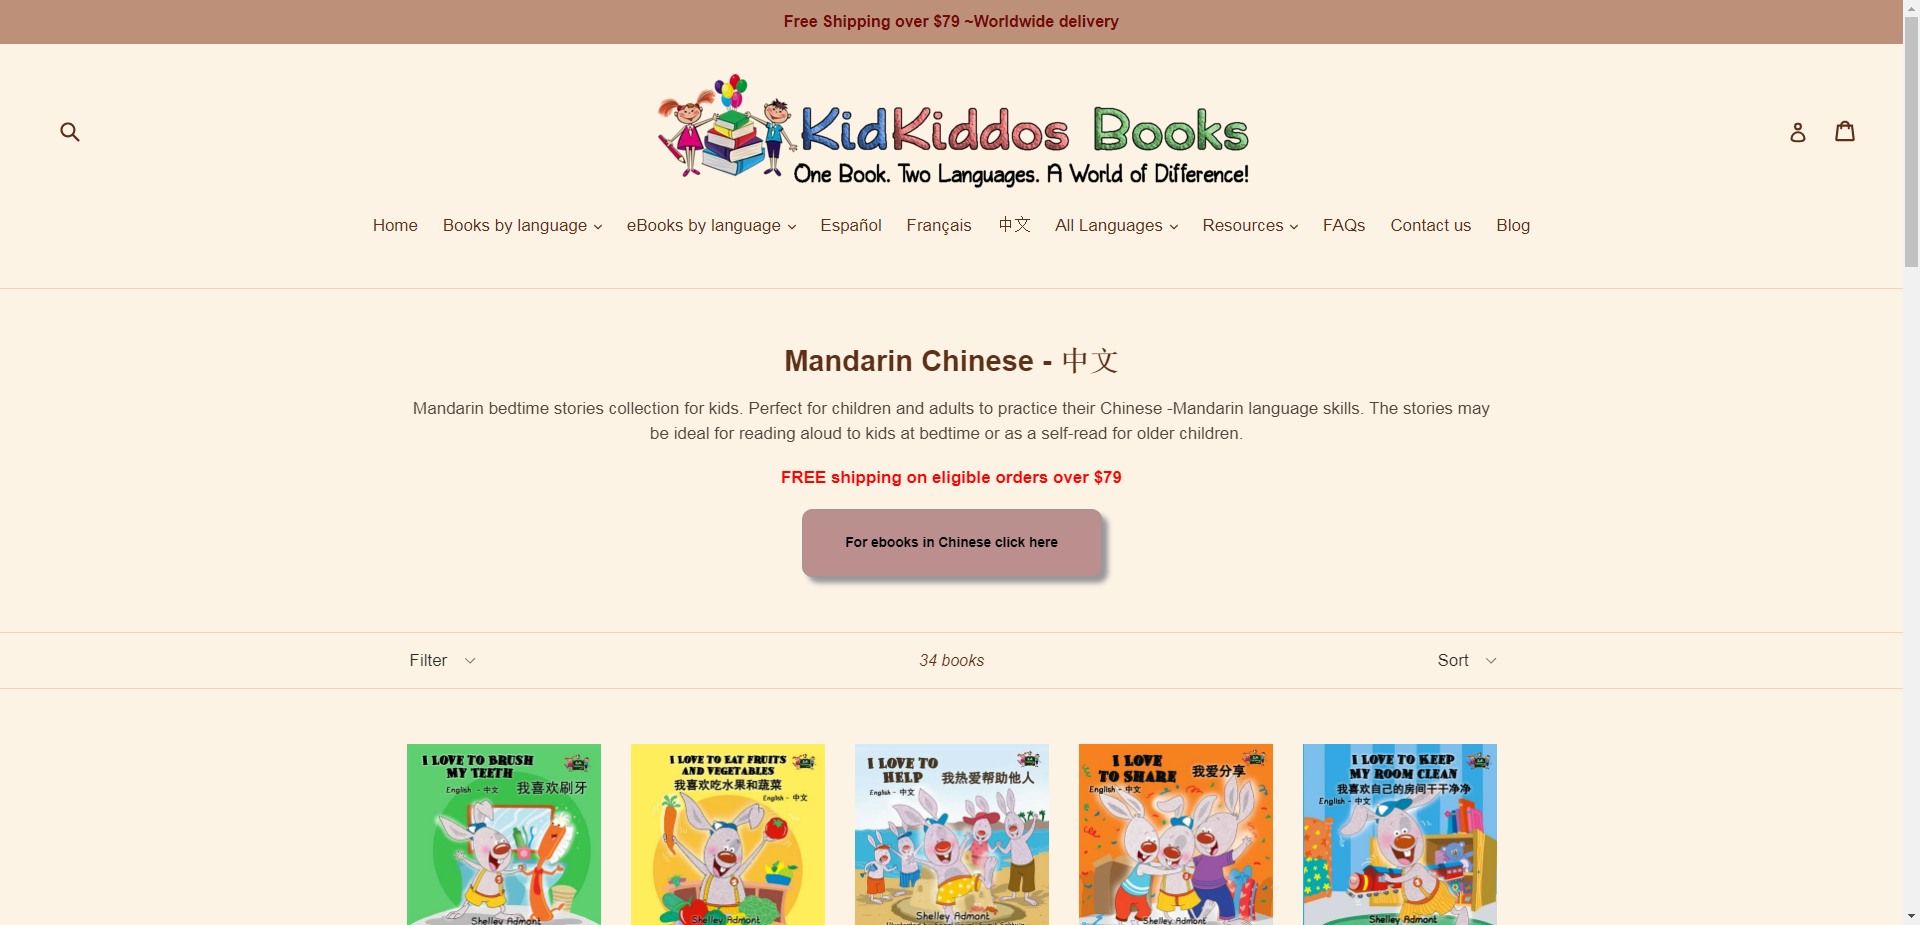 Free Shipping over $79 ~Worldwide delivery
KidKiddos Books
One Book. Two Languages. A World of Difference!
Home Books by language eBooks by language Español Français 中文 All Languages Resources FAQs Contact us Blog
Mandarin Chinese - 中文
Mandarin bedtime stories collection for kids. Perfect for children and adults to practice their Chinese -Mandarin language skills. The stories may
be ideal for reading aloud to kids at bedtime or as a self-read for older children.
FREE shipping on eligible orders over $79
For ebooks in Chinese click here
Filter 34 books Sort
I LOVE TO BRUSH
MY TEETH
English - 中文
我喜欢刷牙
Shelley Admont
I LOVE TO EAT FRUITS
AND VEGETABLES
我喜欢吃水果和蔬菜
English - 中文
Shelley Admont
I LOVE TO
HELP
我热爱帮助他人
English - 中文
Shelley Admont
I LOVE
TO SHARE
我爱分享
English - 中文
Shelley Admont
I LOVE TO KEEP
MY ROOM CLEAN
我喜欢自己的房间干干净净
English - 中文
Shelley Admont